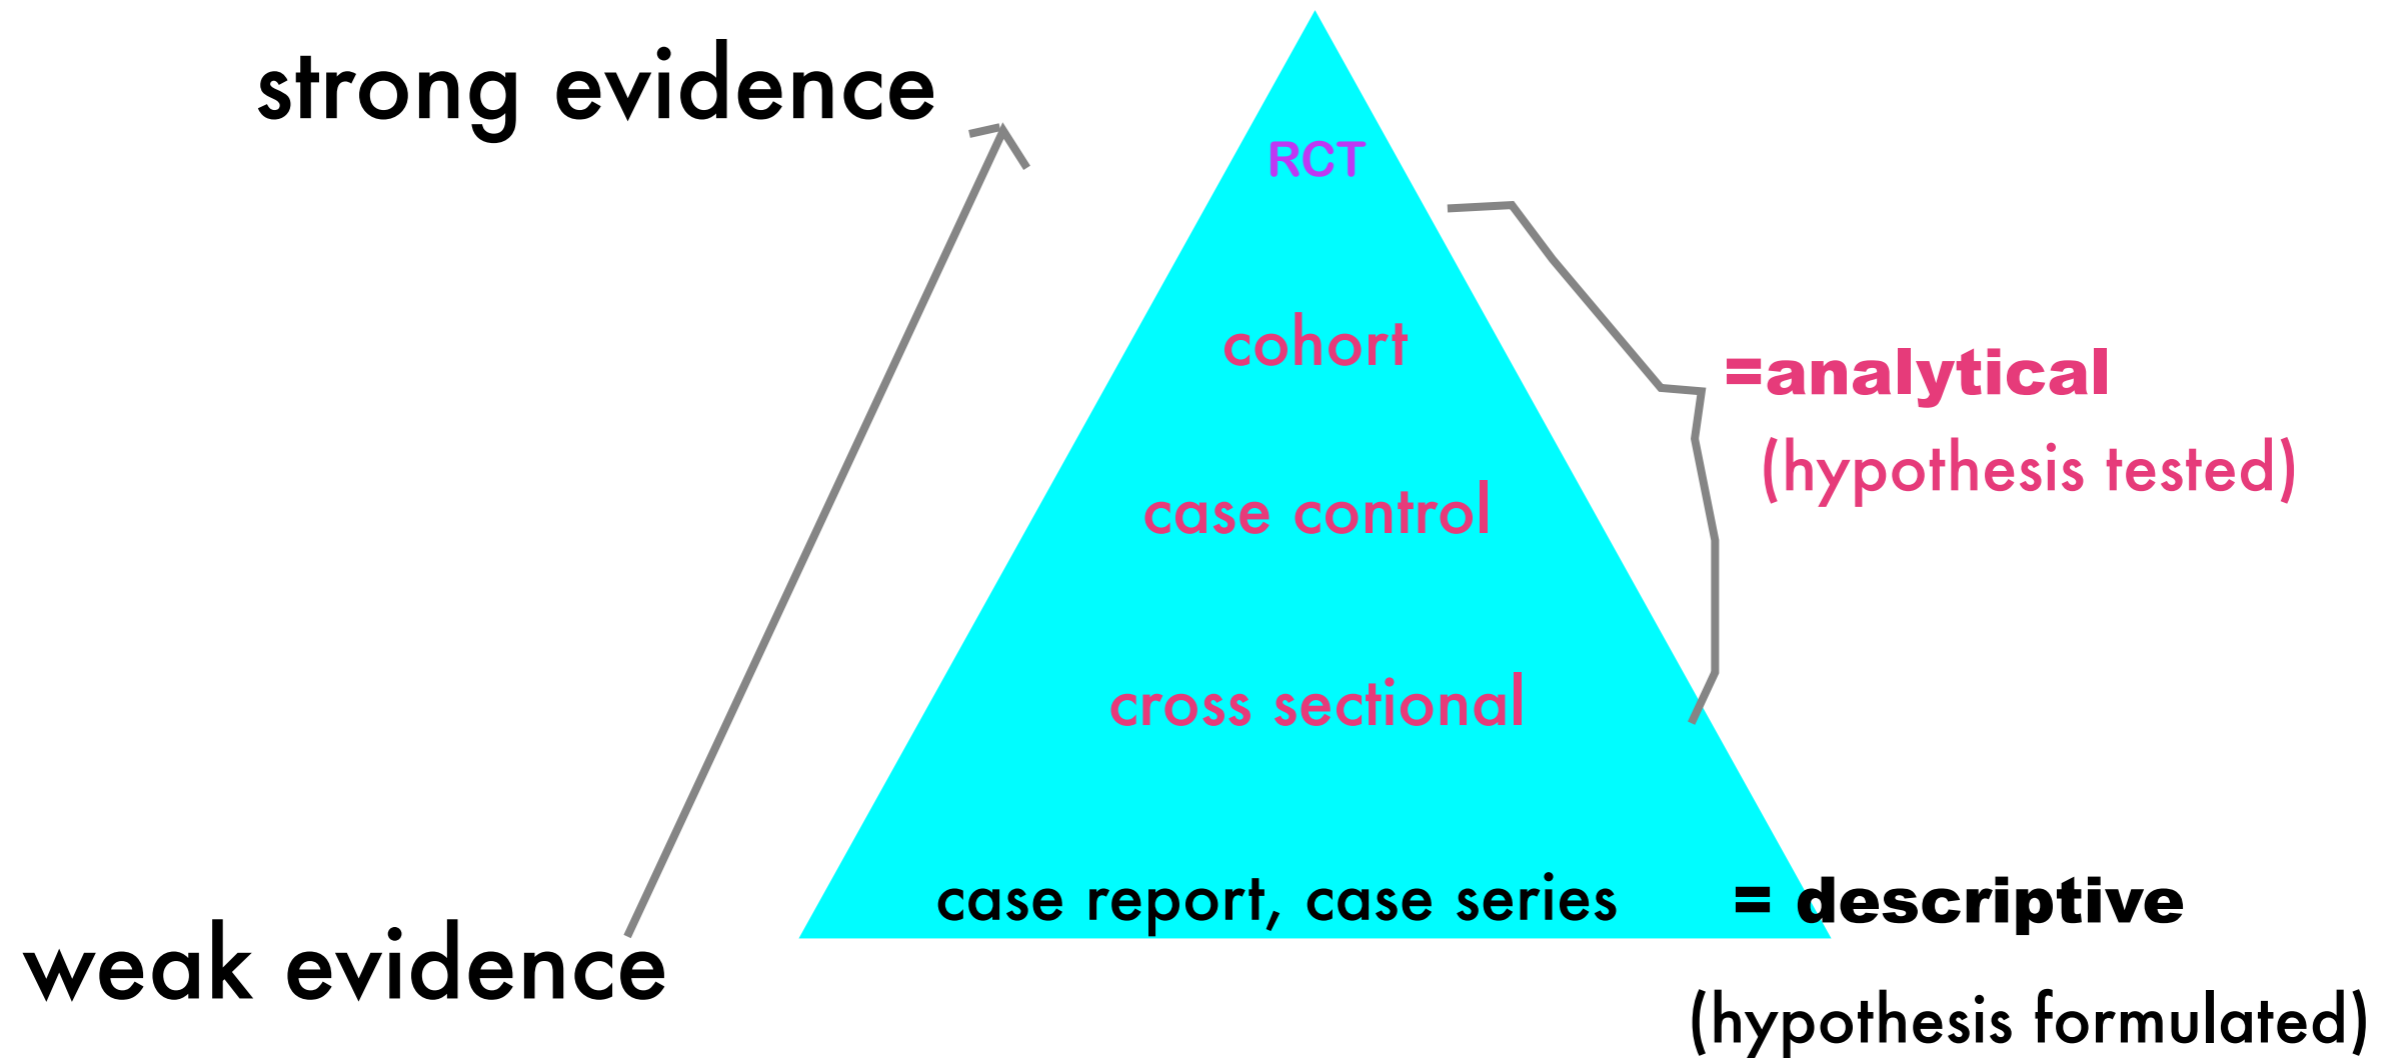 strong evidence
RCT
cohort
=analytical
(hypothesis tested)
case control
cross sectional
case report, case series = descriptive
weak evidence
(hypothesis formulated)